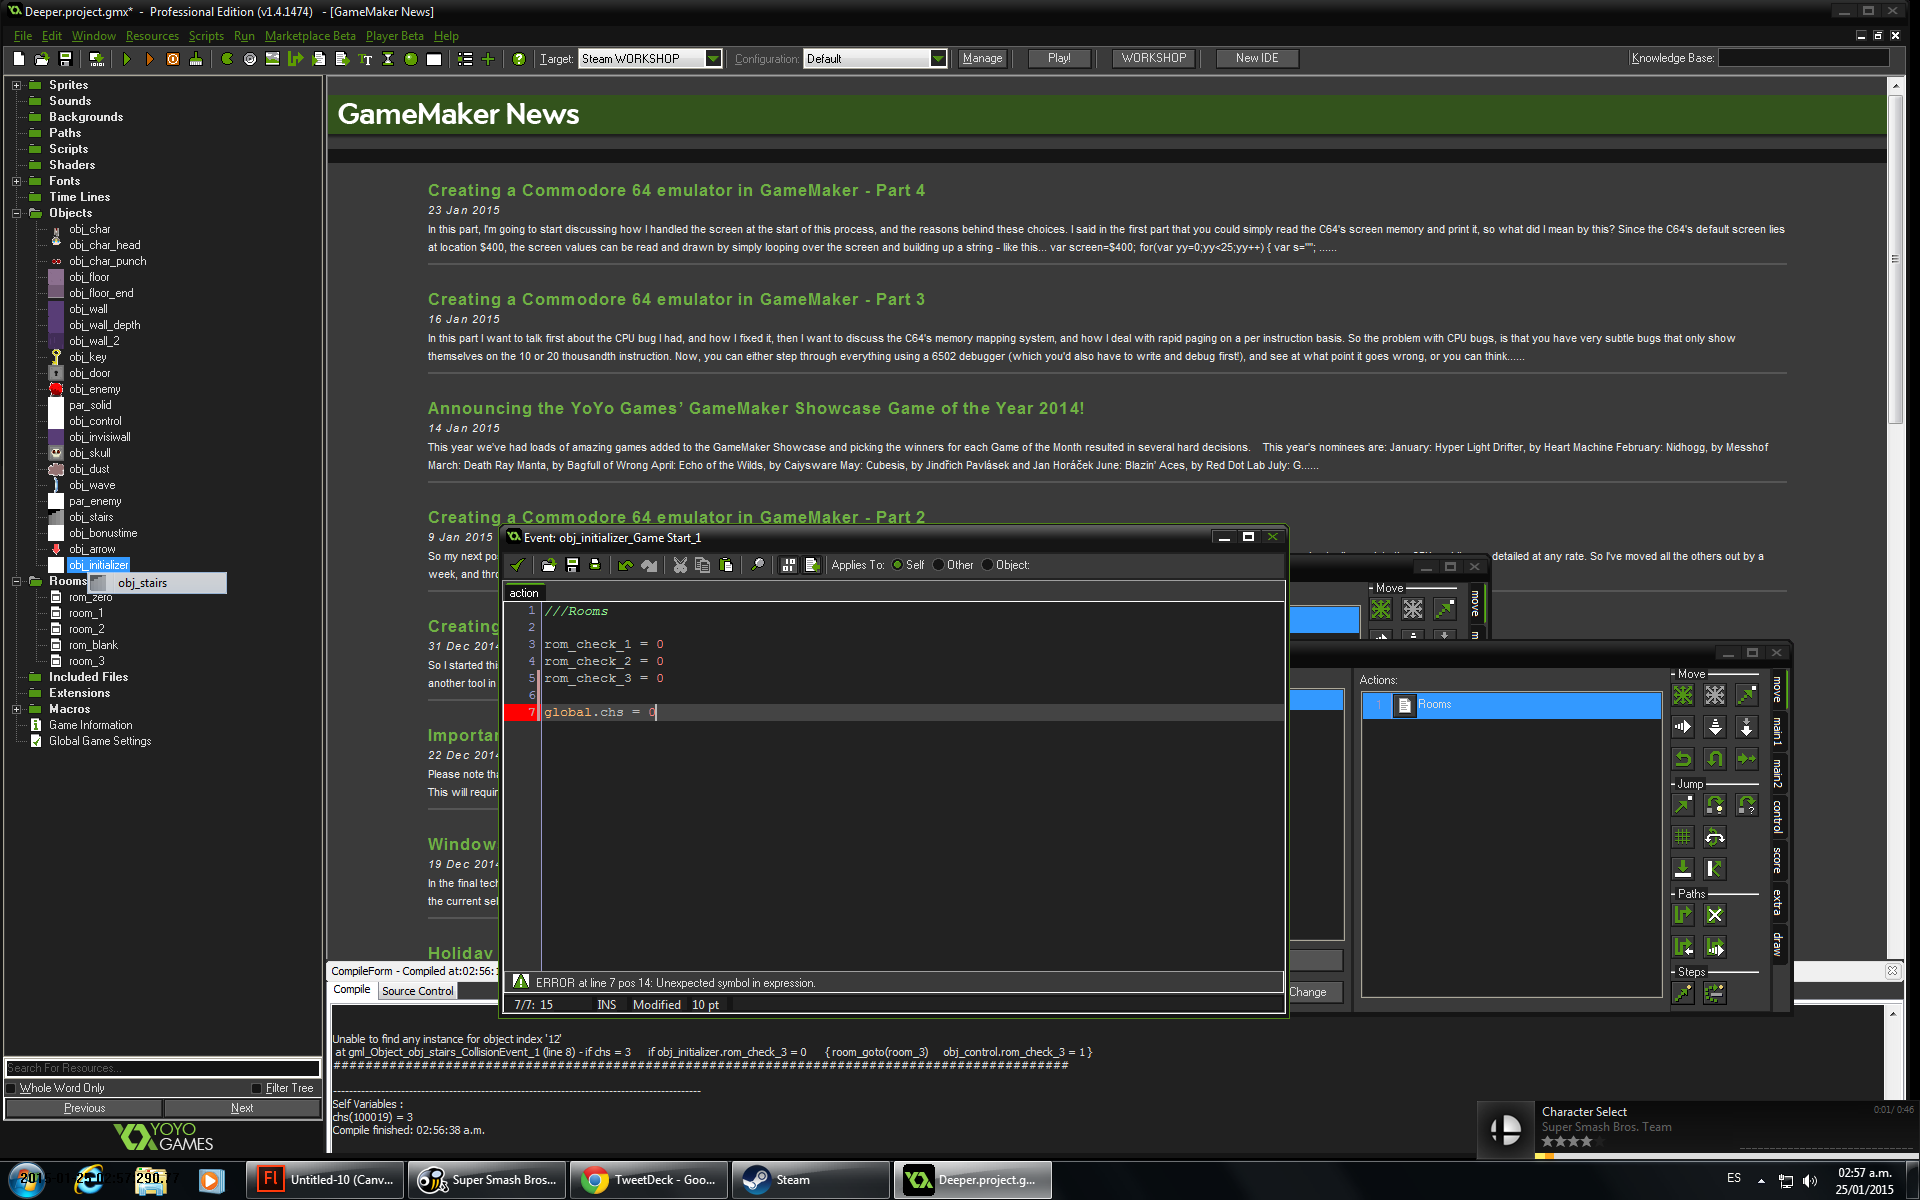 Deeper.project.gmx* - Professional Edition (v1.4.1474) - [GameMaker News]
File Edit Window Resources Scripts Run Marketplace Beta Player Beta Help
Target: Steam WORKSHOP Configuration: Default Manage Play! WORKSHOP New IDE Knowledge Base:
Sprites
Sounds
Backgrounds
Paths
Scripts
Shaders
Fonts
Time Lines
Objects
obj_char
obj_char_head
obj_char_punch
obj_floor
obj_floor_end
obj_wall
obj_wall_depth
obj_wall_2
obj_key
obj_door
obj_enemy
par_solid
obj_control
obj_invisiwall
obj_skull
obj_dust
obj_wave
par_enemy
obj_stairs
obj_bonustime
obj_arrow
obj_initializer
Rooms
obj_stairs
rom_zero
room_1
room_2
rom_blank
room_3
Included Files
Extensions
Macros
Game Information
Global Game Settings
Search For Resources...
Whole Word Only Filter Tree
Previous Next
YOYO
GAMES
GameMaker News
Creating a Commodore 64 emulator in GameMaker - Part 4
23 Jan 2015
In this part, I'm going to start discussing how I handled the screen at the start of this process, and the reasons behind these choices. I said in the first part that you could simply read the C64's screen memory and print it, so what did I mean by this? Since the C64's default screen lies
at location $400, the screen values can be read and drawn by simply looping over the screen and building up a string - like this... var screen=$400; for(var yy=0;yy<25;yy++) { var s=""; ......
Creating a Commodore 64 emulator in GameMaker - Part 3
16 Jan 2015
In this part I want to talk first about the CPU bug I had, and how I fixed it, then I want to discuss the C64's memory mapping system, and how I deal with rapid paging on a per instruction basis. So the problem with CPU bugs, is that you have very subtle bugs that only show
themselves on the 10 or 20 thousandth instruction. Now, you can either step through everything using a 6502 debugger (which you'd also have to write and debug first!), and see at what point it goes wrong, or you can think......
Announcing the YoYo Games' GameMaker Showcase Game of the Year 2014!
14 Jan 2015
This year we've had loads of amazing games added to the GameMaker Showcase and picking the winners for each Game of the Month resulted in several hard decisions. This year's nominees are: January: Hyper Light Drifter, by Heart Machine February: Nidhogg, by Messhof
March: Death Ray Manta, by Bagfull of Wrong April: Echo of the Wilds, by Caiysware May: Cubesis, by Jindřich Pavlásek and Jan Horáček June: Blazin' Aces, by Red Dot Lab July: G......
Creating a Commodore 64 emulator in GameMaker - Part 2
9 Jan 2015
So my next po
detailed at any rate. So I've moved all the others out by a
week, and thr
Creating
31 Dec 2014
So I started thi
another tool in
Importan
22 Dec 2014
Please note tha
This will requir
Window
19 Dec 2014
In the final tech
the current sel
Holiday
Event: obj_initializer_Game Start_1
Applies To: Self Other Object:
action
1 ///Rooms
2
3 rom_check_1 = 0
4 rom_check_2 = 0
5 rom_check_3 = 0
6
7 global.chs = 0
ERROR at line 7 pos 14: Unexpected symbol in expression.
7/7: 15 INS Modified 10 pt
Move
move
Actions:
1 Rooms
Change
Move
Jump
Paths
Steps
move
main1
main2
control
score
extra
draw
CompileForm - Compiled at:02:56:
Compile Source Control
Unable to find any instance for object index '12'
at gml_Object_obj_stairs_CollisionEvent_1 (line 8) - if chs = 3 if obj_initializer.rom_check_3 = 0 { room_goto(room_3) obj_control.rom_check_3 = 1 }
Self Variables :
chs(100019) = 3
Compile finished: 02:56:38 a.m.
Character Select
Super Smash Bros. Team
0:01/ 0:46
Untitled-10 (Canv...
Super Smash Bros...
TweetDeck - Goo...
Steam
Deeper.project.g...
ES
02:57 a.m.
25/01/2015